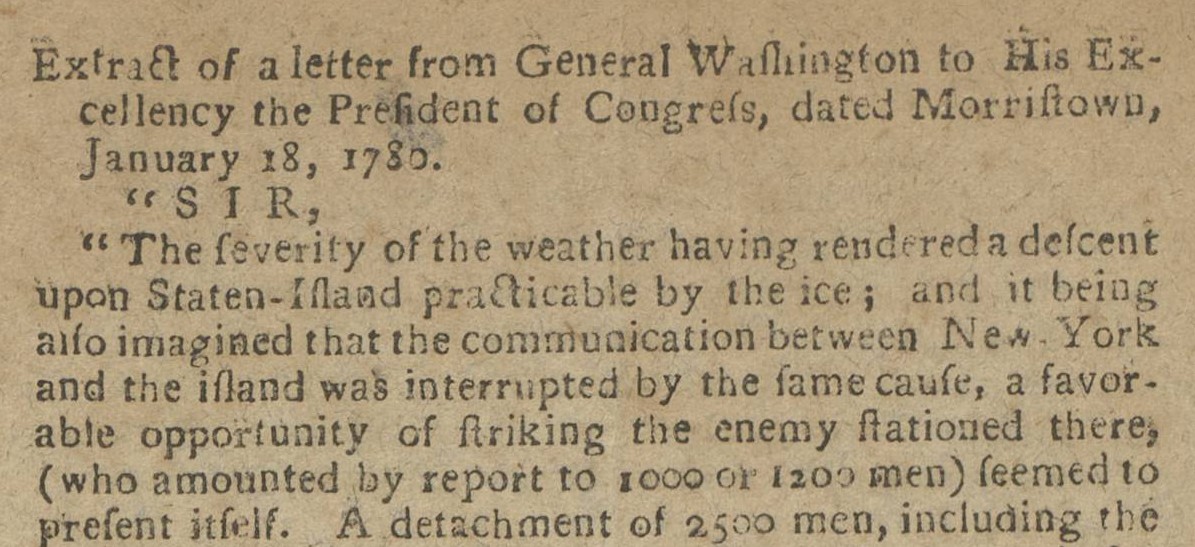 Extract of a letter from General Waſhington to His Ex-
cellency the Preſident of Congreſs, dated Morriſtown,
January 18, 1780.
“ S I R,
“ The ſeverity of the weather having rendered a deſcent
upon Staten-Iſland practicable by the ice ; and it being
alſo imagined that the communication between New-York
and the iſland was interrupted by the ſame cauſe, a favor-
able opportunity of ſtriking the enemy ſtationed there,
(who amounted by report to 1000 or 1200 men) ſeemed to
preſent itſelf. A detachment of 2500 men, including the